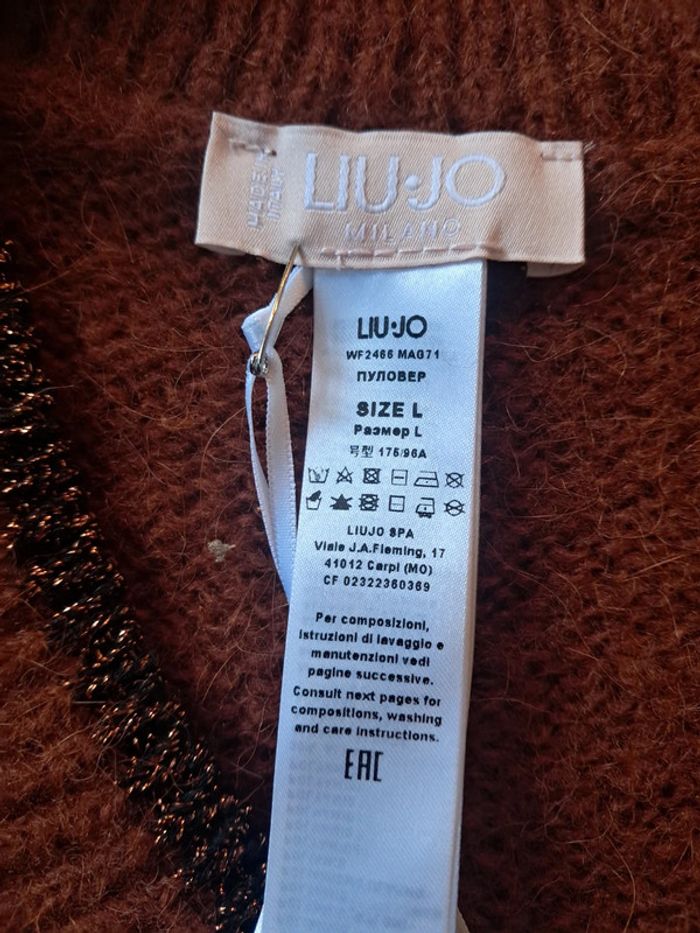 MADE IN
ITALY
LIU·JO
MILANO
LIU·JO
WF2466 MAG71
ПУЛОВЕР
SIZE L
Размер L
号型 175/96A
LIUJO SPA
Viale J.A.Fleming, 17
41012 Carpi (MO)
CF 02322360369
Per composizioni,
istruzioni di lavaggio e
manutenzioni vedi
pagine successive.
Consult next pages for
compositions, washing
and care instructions.
EAC